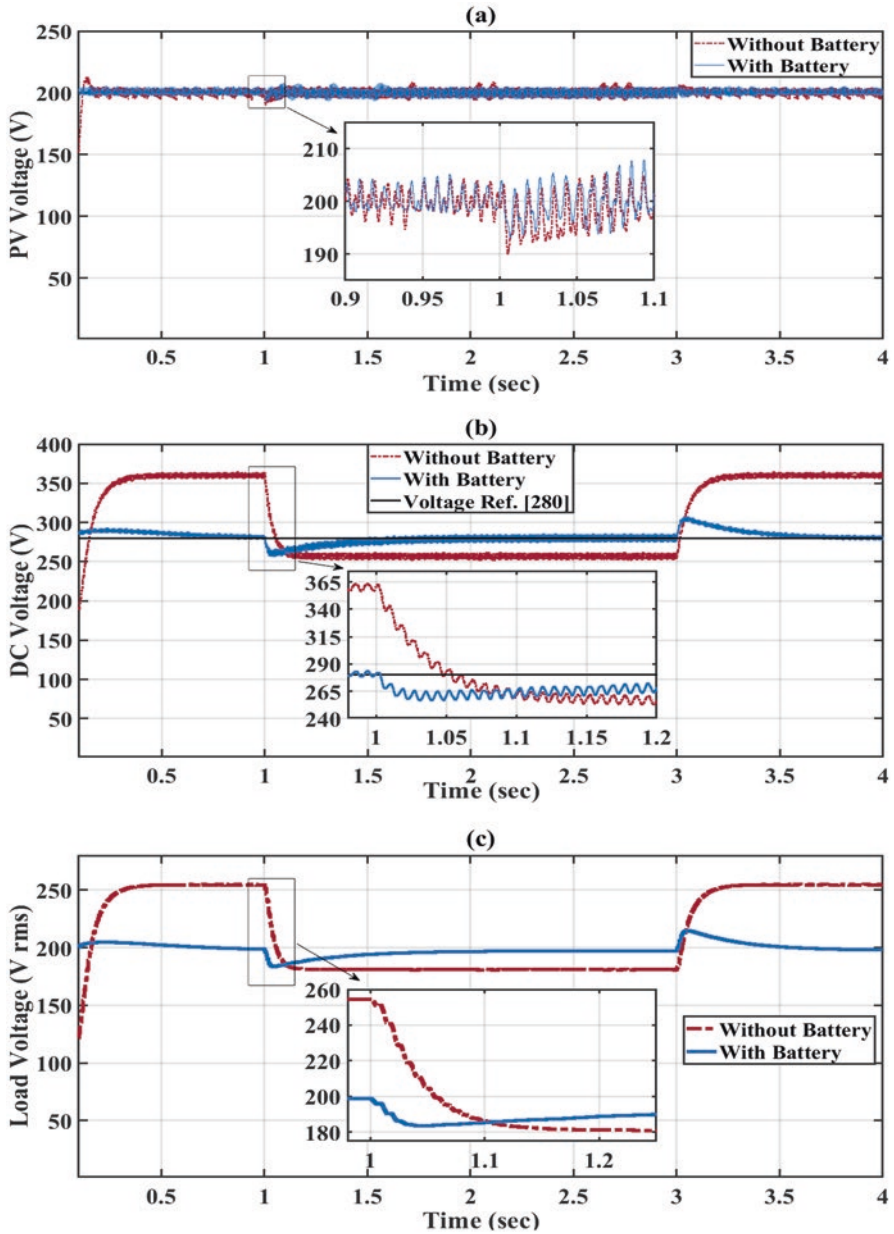 (a)
250
200
150
100
50
PV Voltage (V)
Without Battery
With Battery
210
200
190
0.9 0.95 1 1.05 1.1
0.5 1 1.5 2 2.5 3 3.5 4
Time (sec)
(b)
400
350
300
250
200
150
100
50
DC Voltage (V)
Without Battery
With Battery
Voltage Ref. [280]
365
340
315
290
265
240
1 1.05 1.1 1.15 1.2
0.5 1 1.5 2 2.5 3 3.5 4
Time (sec)
(c)
250
200
150
100
50
Load Voltage (V rms)
Without Battery
With Battery
260
240
220
200
180
1 1.1 1.2
0.5 1 1.5 2 2.5 3 3.5 4
Time (sec)